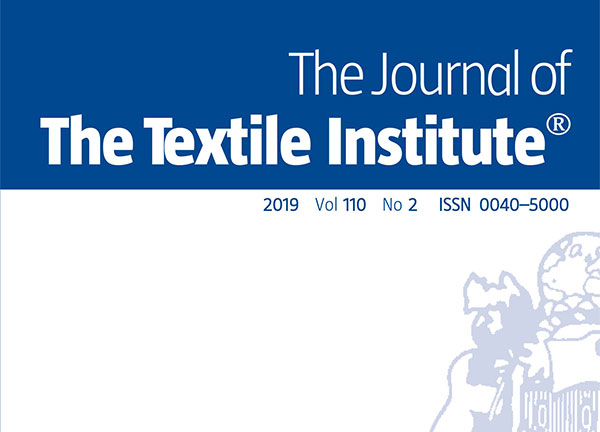 The Journal of
The Textile Institute®
2019 Vol 110 No 2 ISSN 0040–5000